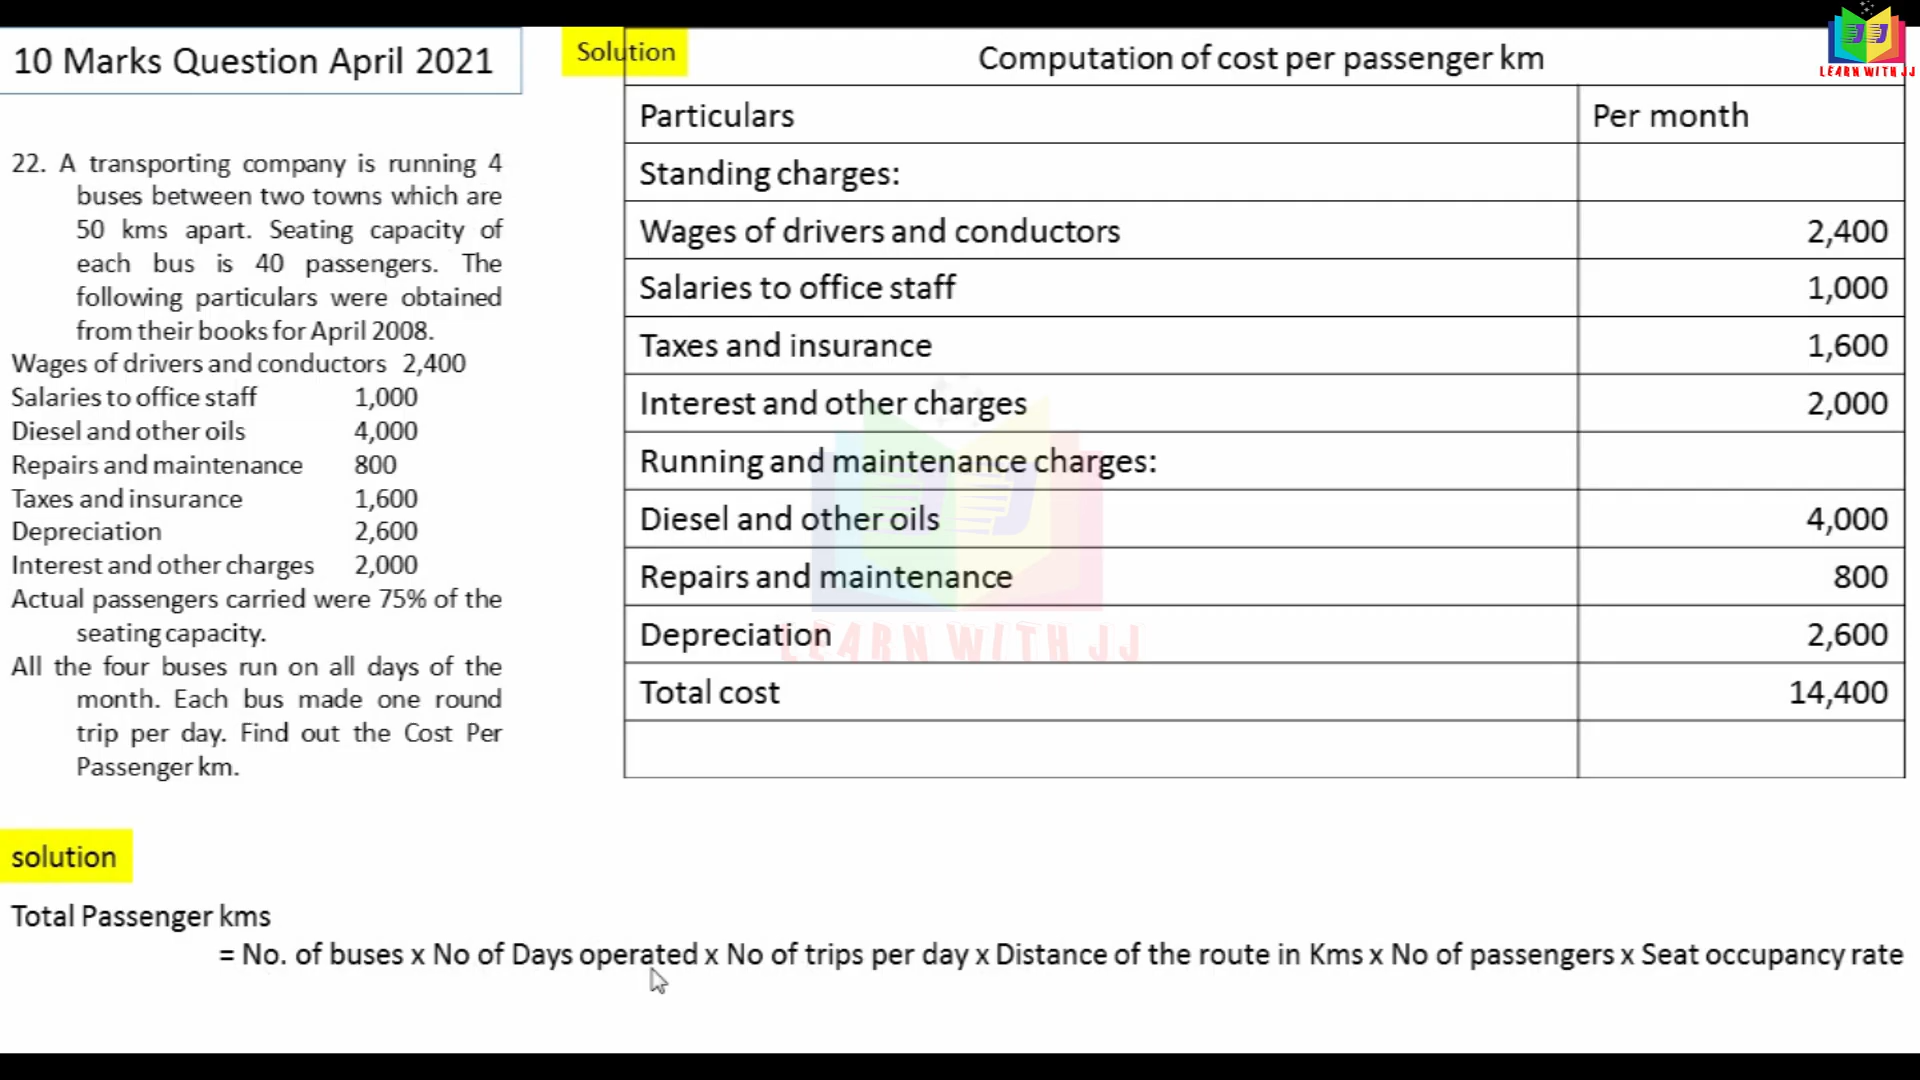 10 Marks Question April 2021
22. A transporting company is running 4
buses between two towns which are
50 kms apart. Seating capacity of
each bus is 40 passengers. The
following particulars were obtained
from their books for April 2008.
Wages of drivers and conductors 2,400
Salaries to office staff 1,000
Diesel and other oils 4,000
Repairs and maintenance 800
Taxes and insurance 1,600
Depreciation 2,600
Interest and other charges 2,000
Actual passengers carried were 75% of the
seating capacity.
All the four buses run on all days of the
month. Each bus made one round
trip per day. Find out the Cost Per
Passenger km.
Solution
Computation of cost per passenger km
Particulars Per month
Standing charges:
Wages of drivers and conductors 2,400
Salaries to office staff 1,000
Taxes and insurance 1,600
Interest and other charges 2,000
Running and maintenance charges:
Diesel and other oils 4,000
Repairs and maintenance 800
Depreciation 2,600
Total cost 14,400
LEARN WITH JJ
LEARN WITH JJ
solution
Total Passenger kms
= No. of buses x No of Days operated x No of trips per day x Distance of the route in Kms x No of passengers x Seat occupancy rate